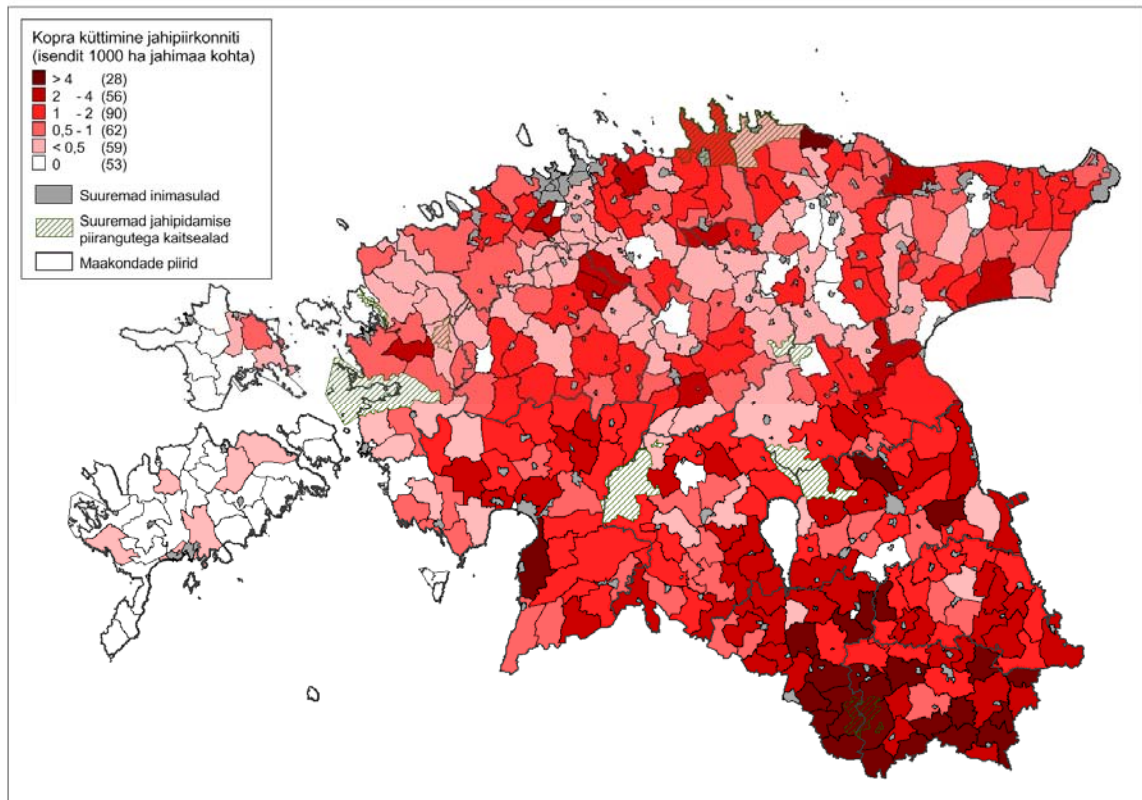 Kopra küttimine jahipiirkonniti
(isendit 1000 ha jahimaa kohta)
> 4 (28)
2 - 4 (56)
1 - 2 (90)
0,5 - 1 (62)
< 0,5 (59)
0 (53)
Suuremad inimasulad
Suuremad jahipidamise
piirangutega kaitsealad
Maakondade piirid